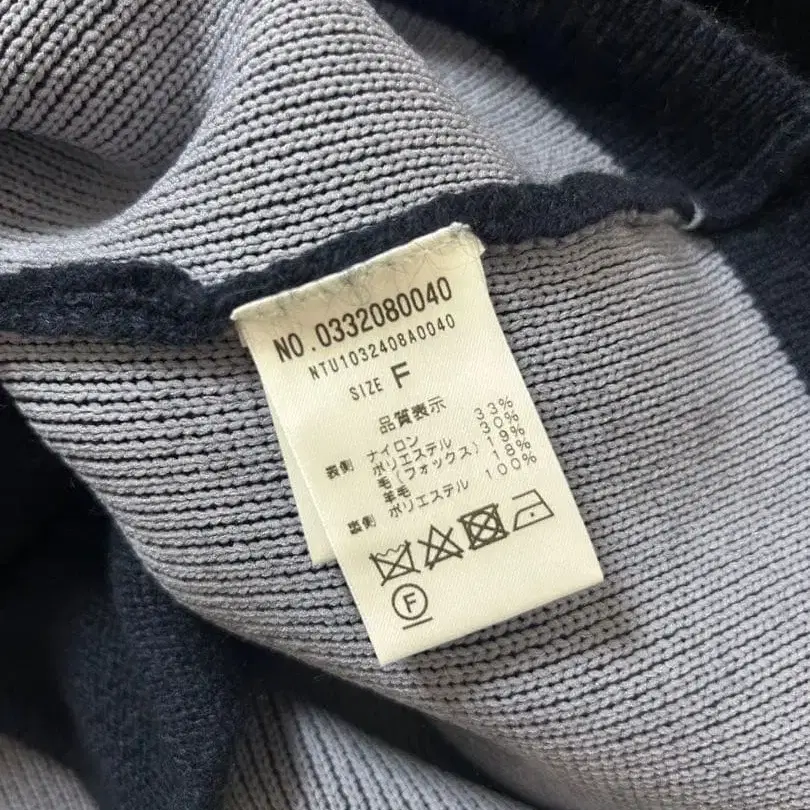 NO.0332080040
NTU1032408A0040
SIZE F
品質表示
表側 ナイロン 33%
ポリエステル 30%
毛(フォックス) 19%
羊毛 18%
裏側 ポリエステル 100%
F